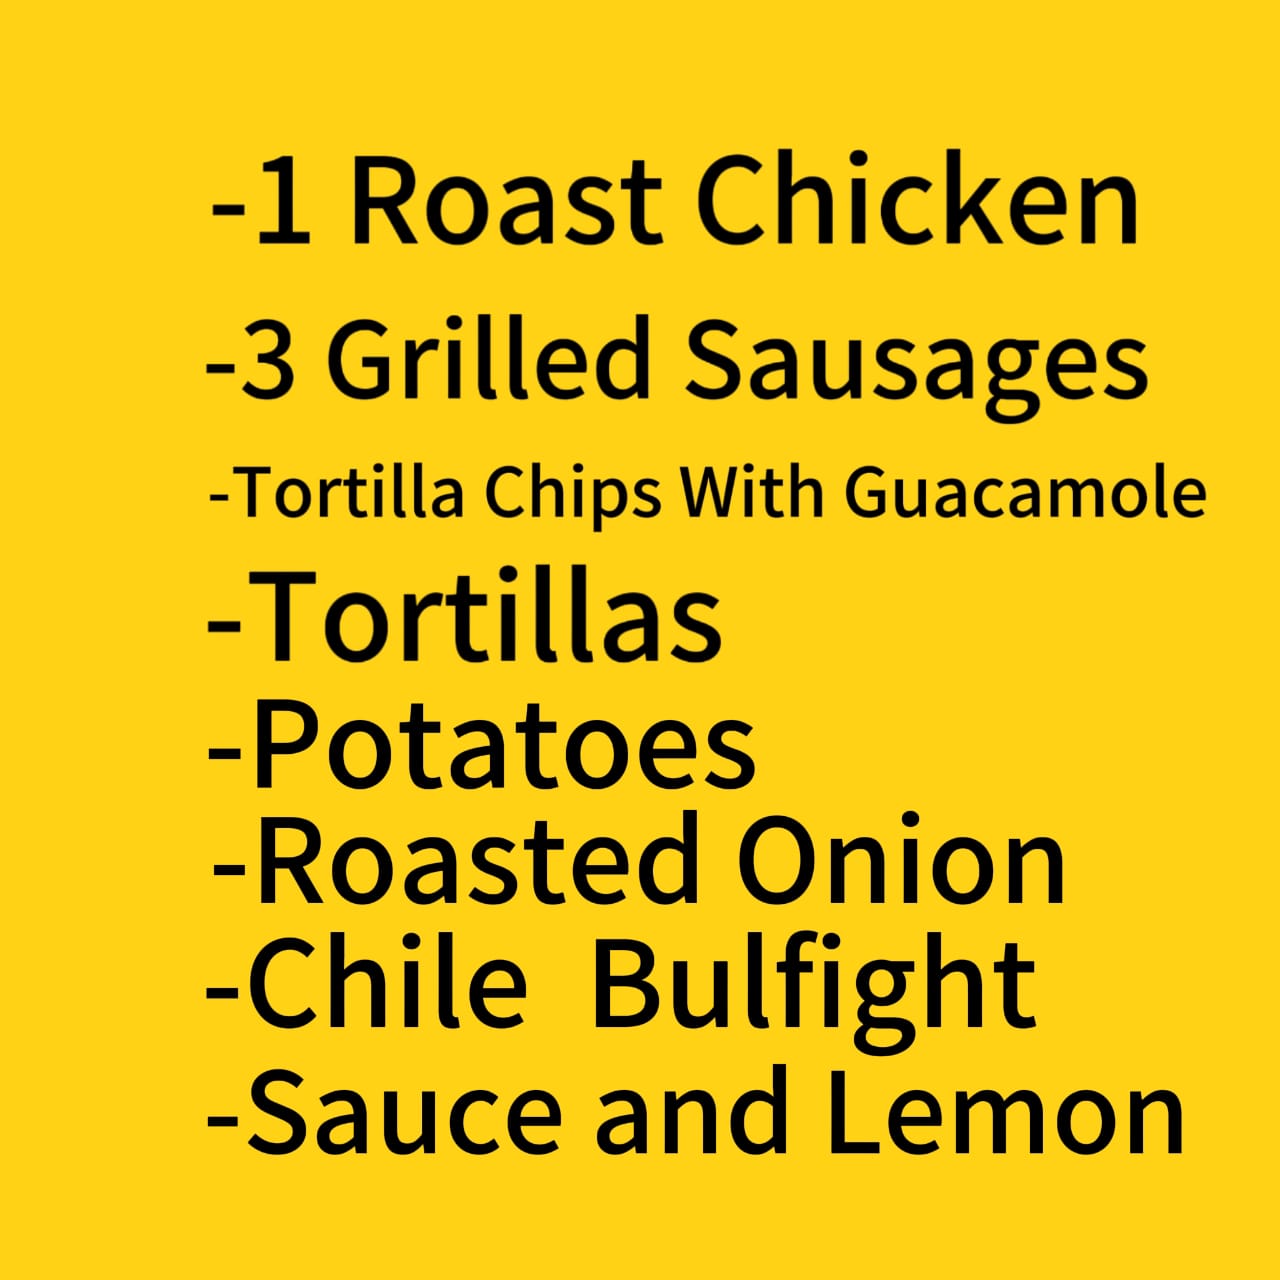 -1 Roast Chicken
-3 Grilled Sausages
-Tortilla Chips With Guacamole
-Tortillas
-Potatoes
-Roasted Onion
-Chile  Bulfight
-Sauce and Lemon